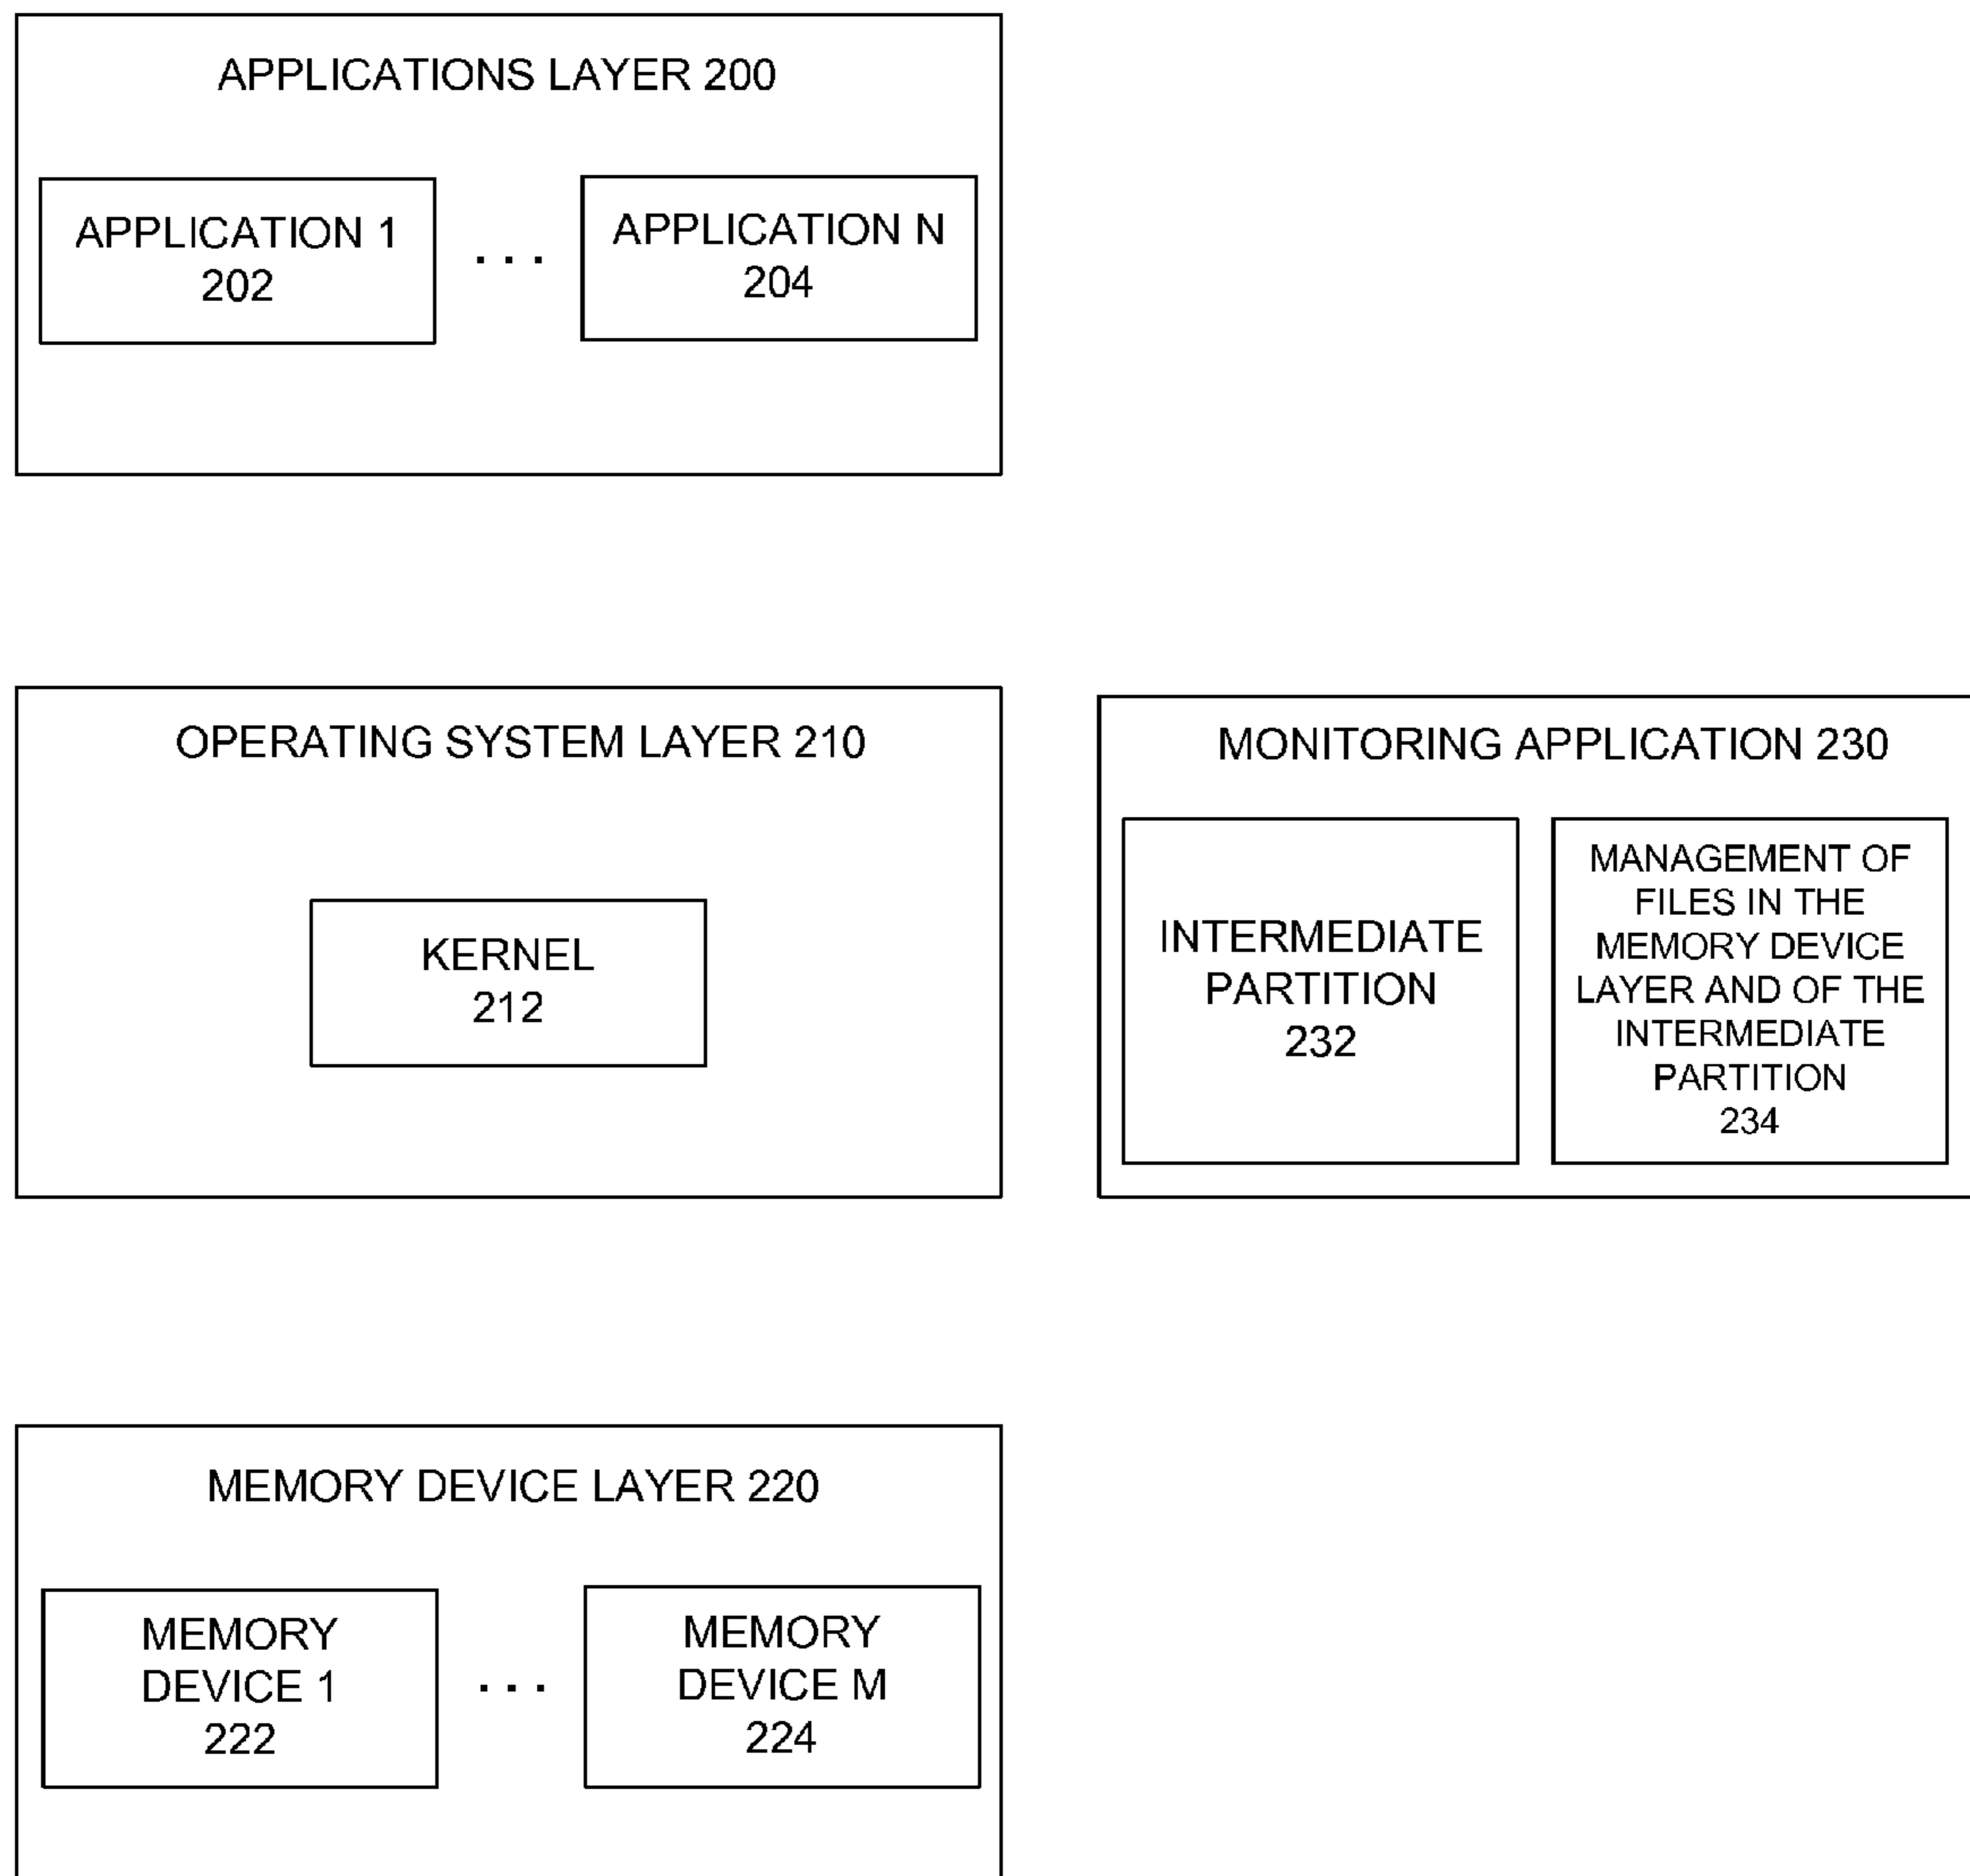 APPLICATIONS LAYER 200
APPLICATION 1
202
. . .
APPLICATION N
204
OPERATING SYSTEM LAYER 210
KERNEL
212
MONITORING APPLICATION 230
INTERMEDIATE
PARTITION
232
MANAGEMENT OF
FILES IN THE
MEMORY DEVICE
LAYER AND OF THE
INTERMEDIATE
PARTITION
234
MEMORY DEVICE LAYER 220
MEMORY
DEVICE 1
222
. . .
MEMORY
DEVICE M
224